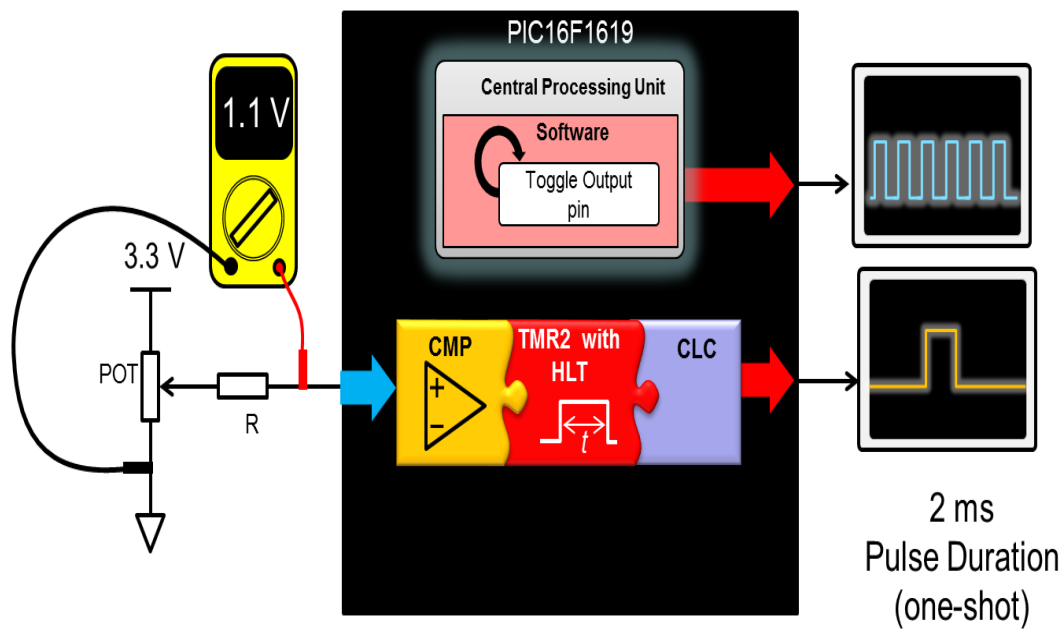 PIC16F1619
Central Processing Unit
Software
Toggle Output
pin
1.1 V
3.3 V
POT
R
CMP
+
−
TMR2 with
HLT
t
CLC
2 ms
Pulse Duration
(one-shot)